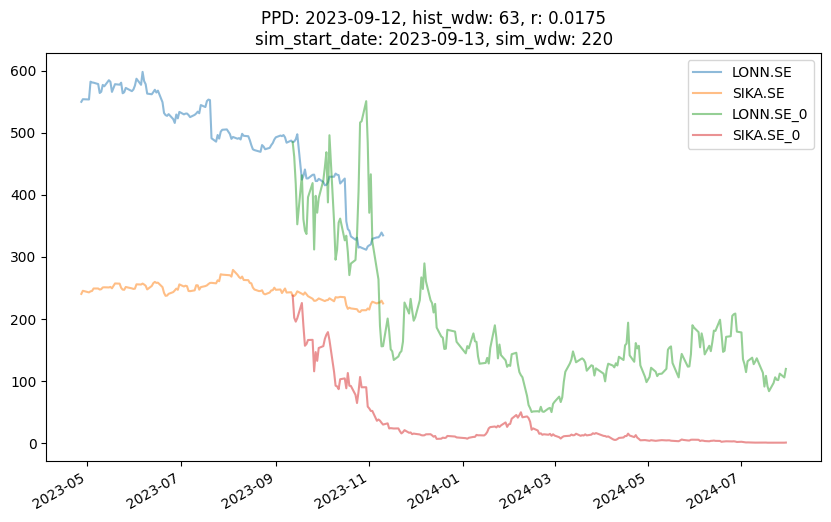 PPD: 2023-09-12, hist_wdw: 63, r: 0.0175
sim_start_date: 2023-09-13, sim_wdw: 220
LONN.SE
SIKA.SE
LONN.SE_0
SIKA.SE_0
600
500
400
300
200
100
0
2023-05
2023-07
2023-09
2023-11
2024-01
2024-03
2024-05
2024-07